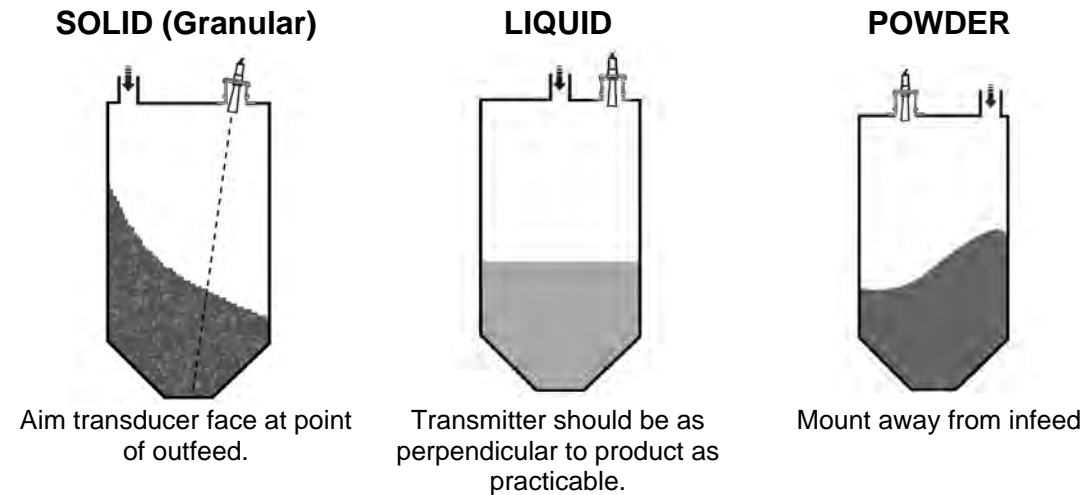 SOLID (Granular)
LIQUID
POWDER
Aim transducer face at point
of outfeed.
Transmitter should be as
perpendicular to product as
practicable.
Mount away from infeed